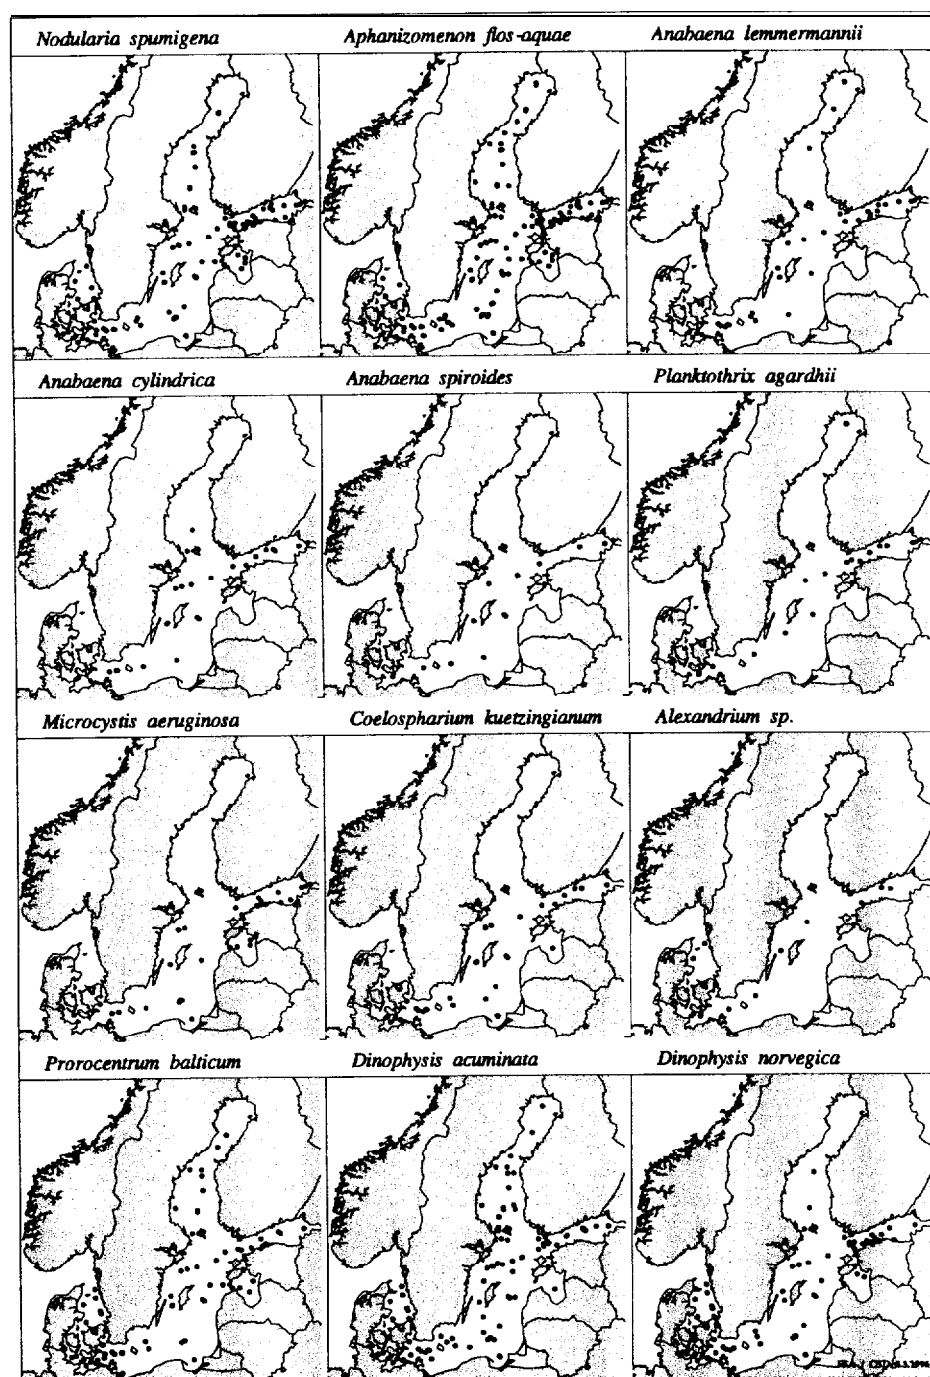 Nodularia spumigena
Aphanizomenon flos-aquae
Anabaena lemmermannii
Anabaena cylindrica
Anabaena spiroides
Planktothrix agardhii
Microcystis aeruginosa
Coelospharium kuetzingianum
Alexandrium sp.
Prorocentrum balticum
Dinophysis acuminata
Dinophysis norvegica